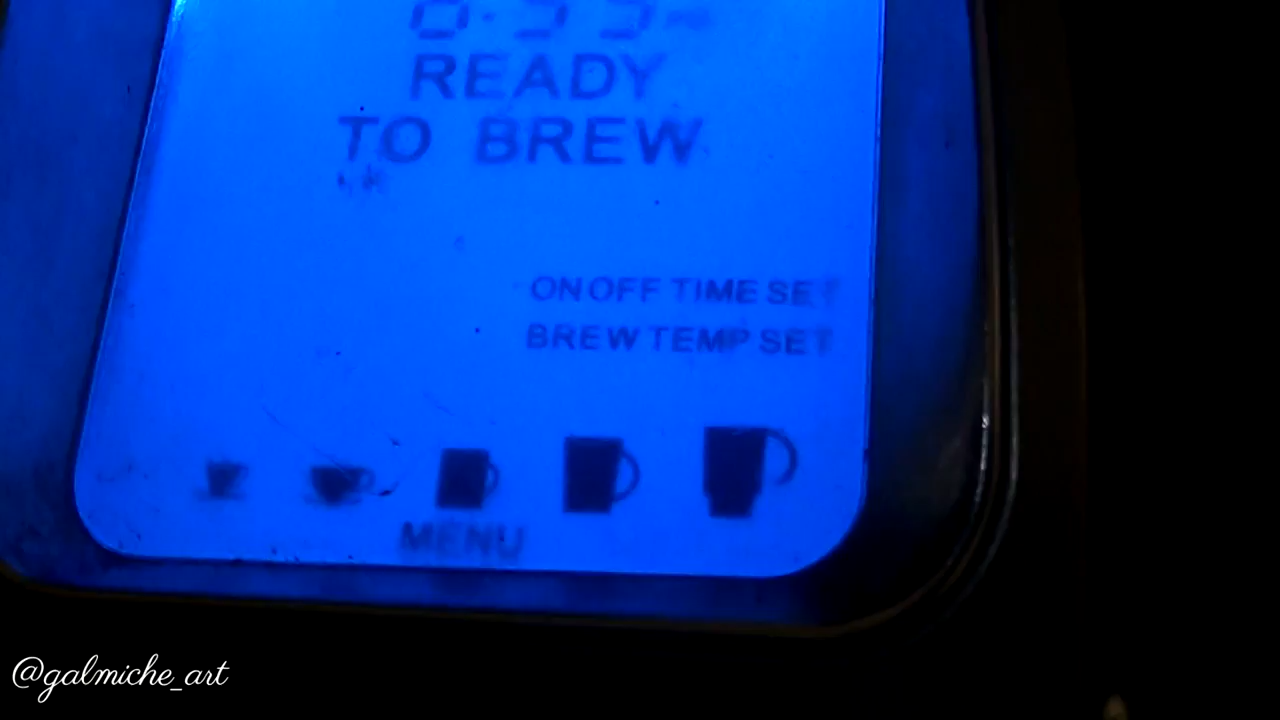 READY
TO BREW
ON OFF TIME SET
BREW TEMP SET
MENU
@galmiche_art